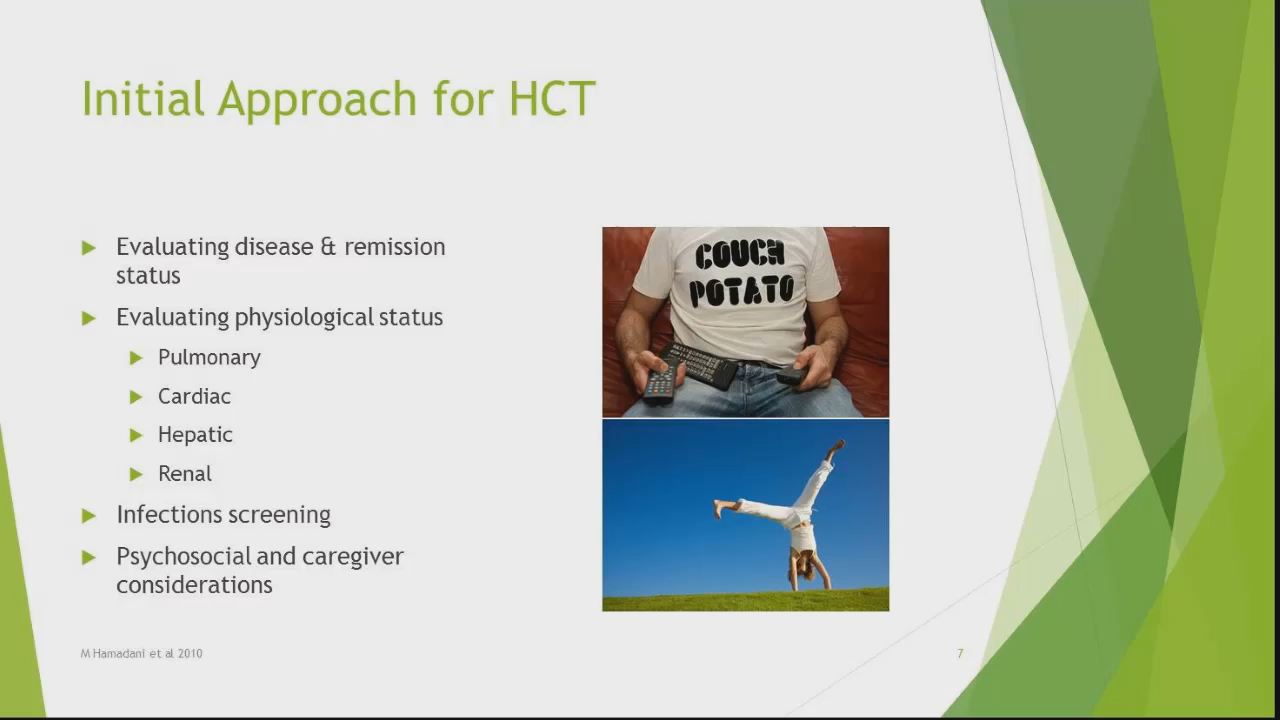 Initial Approach for HCT
Evaluating disease & remission
status
Evaluating physiological status
Pulmonary
Cardiac
Hepatic
Renal
Infections screening
Psychosocial and caregiver
considerations
COUCH
POTATO
M Hamadani et al 2010
7